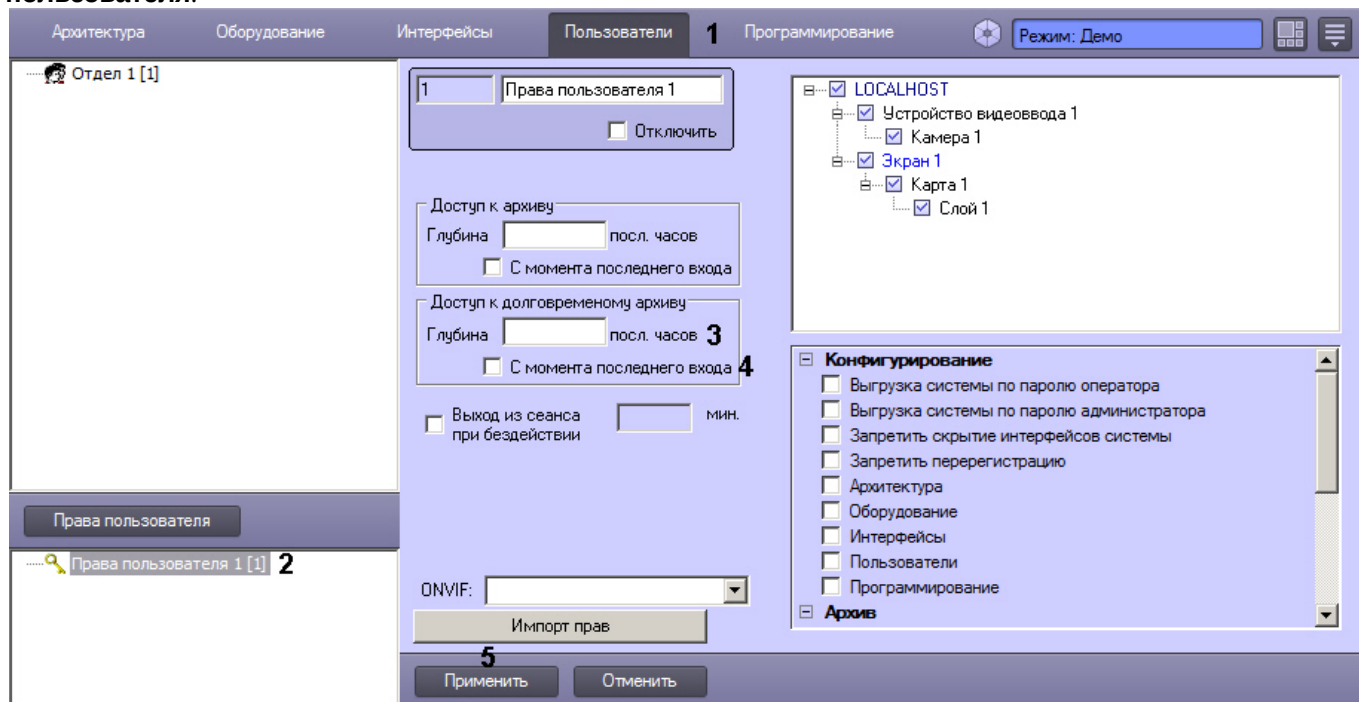 пользователя.
Архитектура Оборудование Интерфейсы Пользователи 1 Программирование Режим: Демо
Отдел 1 [1]
Права пользователя
Права пользователя 1 [1] 2
1 Права пользователя 1
Отключить
Доступ к архиву
Глубина посл. часов
С момента последнего входа
Доступ к долговременому архиву
Глубина посл. часов 3
С момента последнего входа 4
Выход из сеанса при бездействии мин.
ONVIF:
Импорт прав
5
Применить Отменить
LOCALHOST
Устройство видеоввода 1
Камера 1
Экран 1
Карта 1
Слой 1
Конфигурирование
Выгрузка системы по паролю оператора
Выгрузка системы по паролю администратора
Запретить скрытие интерфейсов системы
Запретить перерегистрацию
Архитектура
Оборудование
Интерфейсы
Пользователи
Программирование
Архив